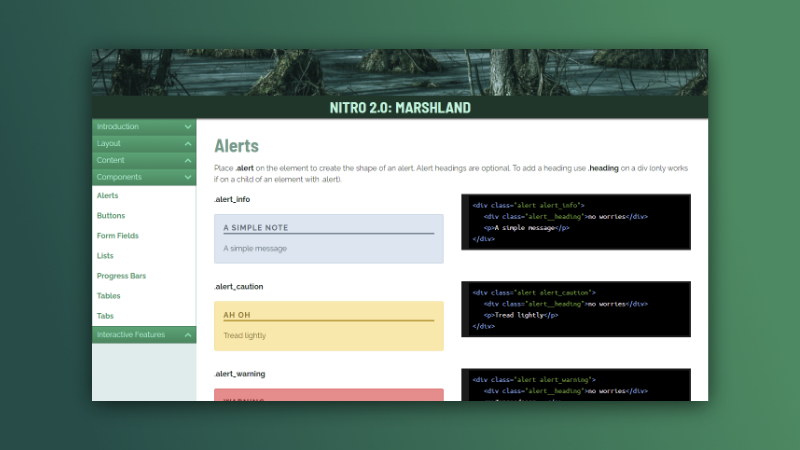 NITRO 2.0: MARSHLAND
Introduction
Layout
Content
Components
Alerts
Buttons
Form Fields
Lists
Progress Bars
Tables
Tabs
Interactive Features
Alerts
Place .alert on the element to create the shape of an alert. Alert headings are optional. To add a heading use .heading on a div (only works
if on a child of an element with .alert).
.alert_info
A SIMPLE NOTE
A simple message
<div class="alert alert_info">
<div class="alert__heading">no worries</div>
<p>A simple message</p>
</div>
.alert_caution
AH OH
Tread lightly
<div class="alert alert_caution">
<div class="alert__heading">no worries</div>
<p>Tread lightly</p>
</div>
.alert_warning
WARNING
<div class="alert alert_warning">
<div class="alert__heading">no worries</div>